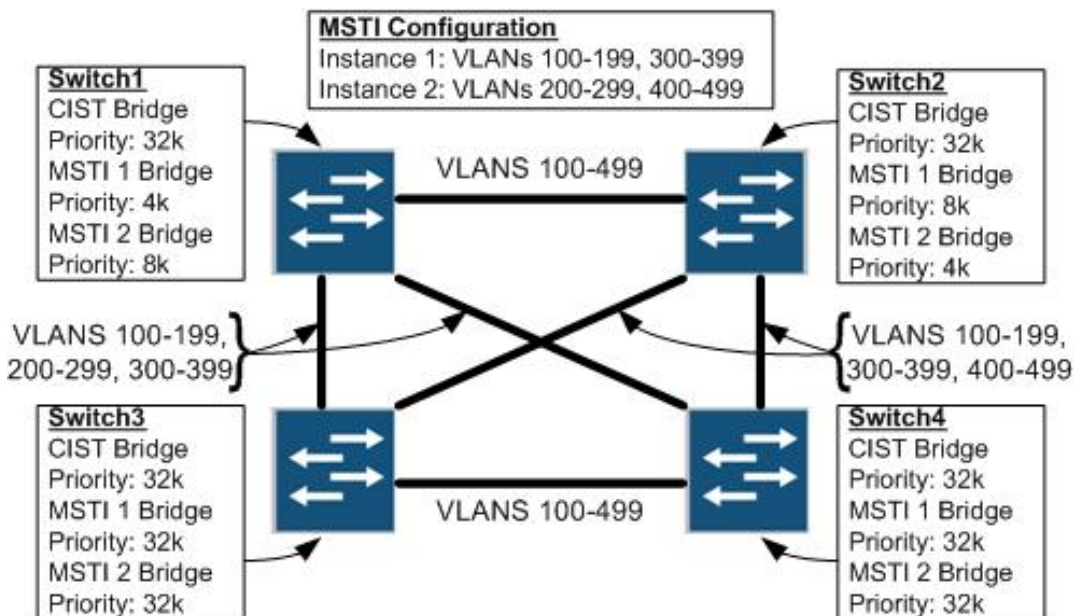 MSTI Configuration
Instance 1: VLANs 100-199, 300-399
Instance 2: VLANs 200-299, 400-499
Switch1
CIST Bridge
Priority: 32k
MSTI 1 Bridge
Priority: 4k
MSTI 2 Bridge
Priority: 8k
Switch2
CIST Bridge
Priority: 32k
MSTI 1 Bridge
Priority: 8k
MSTI 2 Bridge
Priority: 4k
VLANS 100-499
VLANS 100-199,
200-299, 300-399
VLANS 100-199,
300-399, 400-499
Switch3
CIST Bridge
Priority: 32k
MSTI 1 Bridge
Priority: 32k
MSTI 2 Bridge
Priority: 32k
VLANS 100-499
Switch4
CIST Bridge
Priority: 32k
MSTI 1 Bridge
Priority: 32k
MSTI 2 Bridge
Priority: 32k